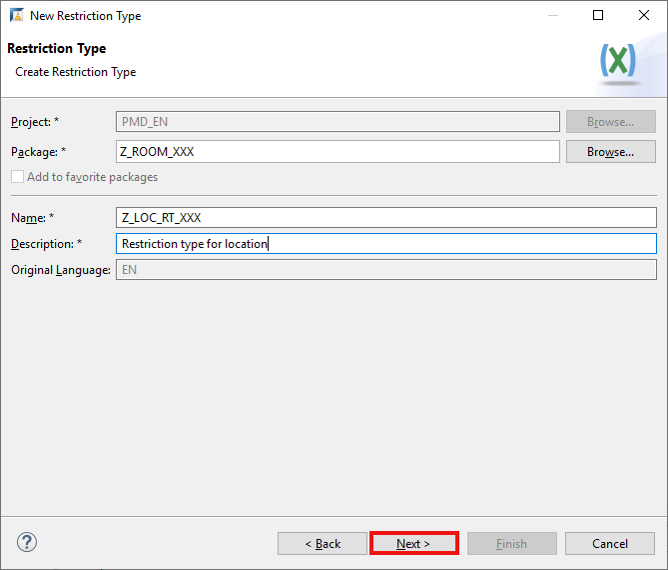 New Restriction Type
Restriction Type
Create Restriction Type
(X)
Project: * PMD_EN Browse...
Package: * Z_ROOM_XXX Browse...
Add to favorite packages
Name: * Z_LOC_RT_XXX
Description: * Restriction type for location
Original Language: EN
? < Back Next > Finish Cancel